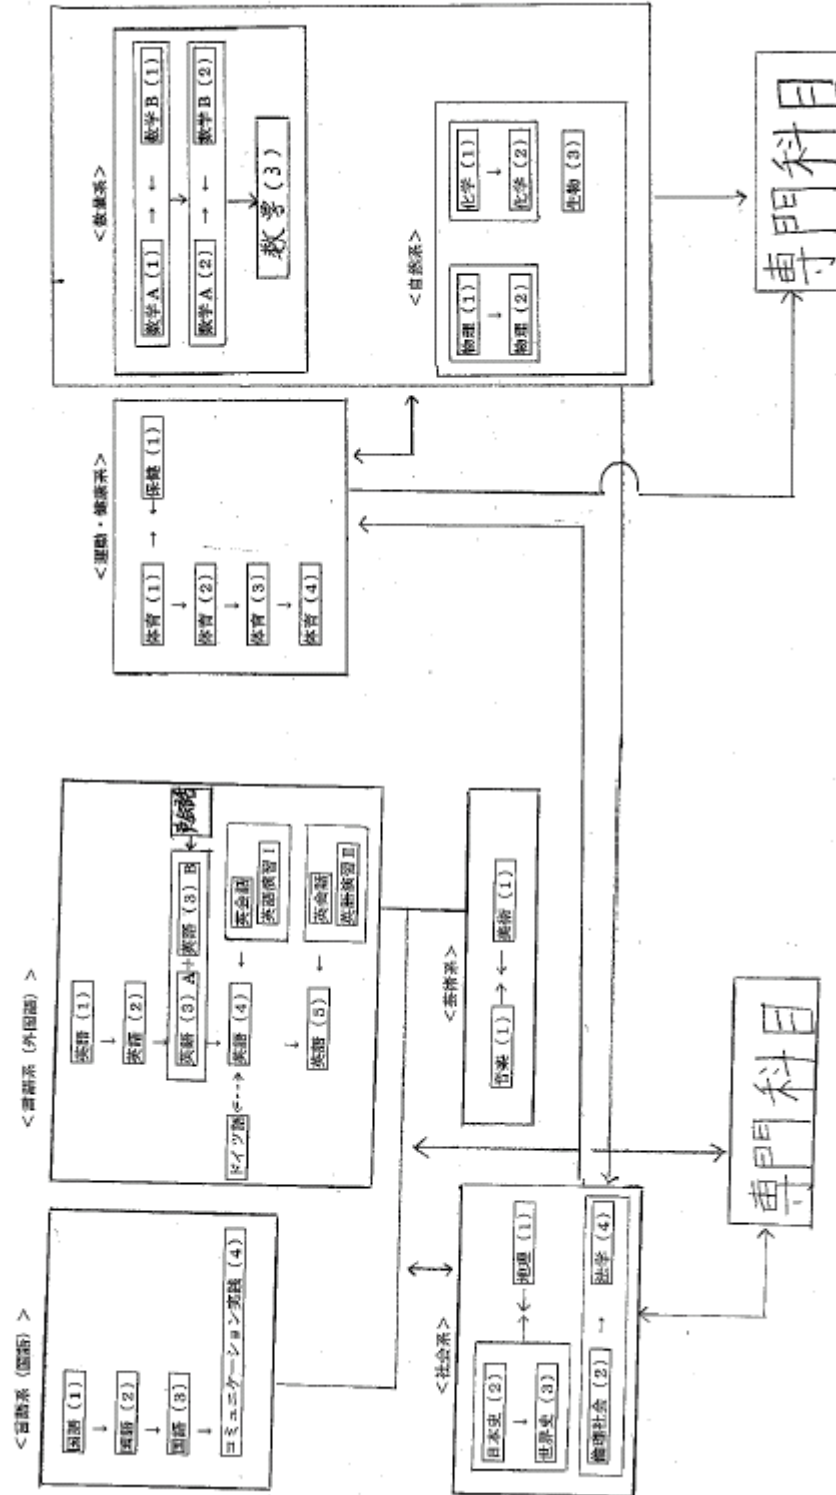 <言語系（国語）>
国語（1）
国語（2）
国語（3）
コミュニケーション実践（4）
<言語系（外国語）>
英語（1）
英語（2）
英語（3）A＋英語（3）B
ドイツ語
英語（4）
英会話
英語演習Ⅰ
英語（5）
英会話
英語演習Ⅱ
<社会系>
日本史（2）
世界史（3）
地理（1）
倫理社会（2）
法学（4）
<芸術系>
音楽（1）
美術（1）
専門科目
<運動・健康系>
体育（1）
保健（1）
体育（2）
体育（3）
体育（4）
<数値系>
数学A（1）
数学B（1）
数学A（2）
数学B（2）
数学（3）
<自然系>
物理（1）
物理（2）
化学（1）
化学（2）
生物（3）
専門科目